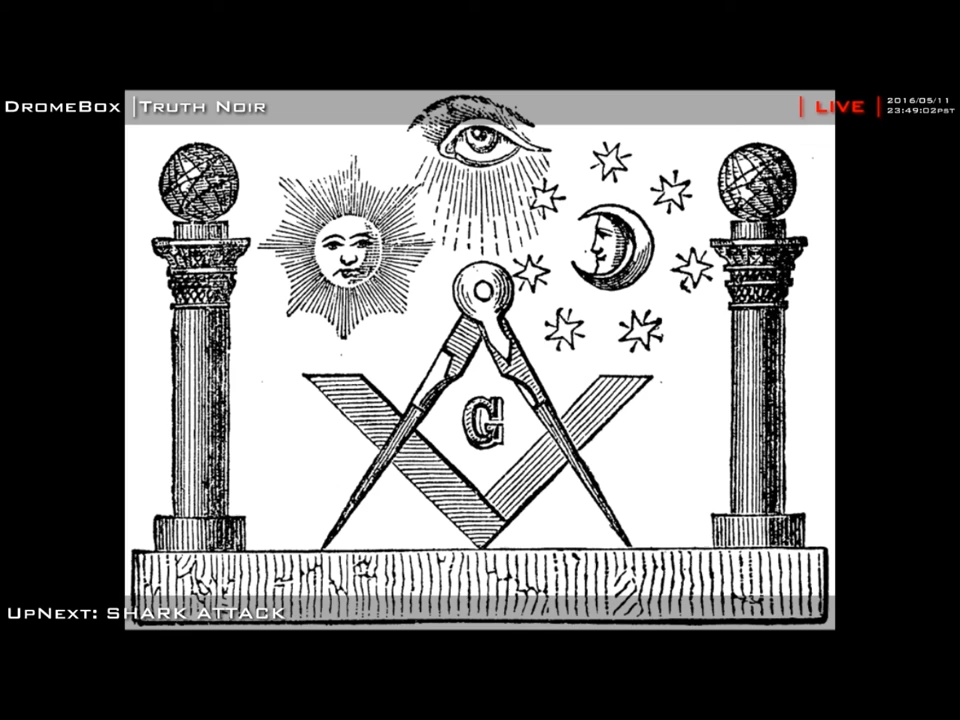 DROMEBOX | TRUTH NOIR
| LIVE |
2016/05/11
23:49:02PST
G
UPNEXT: SHARK ATTACK